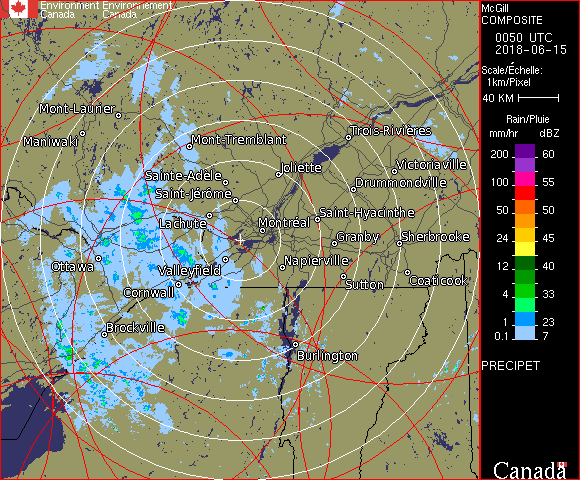 Environment Environnement
Canada Canada
McGill
COMPOSITE
0050 UTC
2018-06-15
Scale/Échelle:
1km/Pixel
40 KM
Rain/Pluie
mm/hr dBZ
200 60
100 55
50 50
24 45
12 40
4 33
1 23
0.1 7
PRECIPET
Canada
Mont-Laurier
Maniwaki
Mont-Tremblant
Trois-Rivières
Sainte-Adèle
Joliette
Victoriaville
Saint-Jérôme
Drummondville
Lachute
Montréal
Saint-Hyacinthe
Ottawa
Granby
Sherbrooke
Valleyfield
Napierville
Cornwall
Sutton
Coaticook
Brockville
Burlington